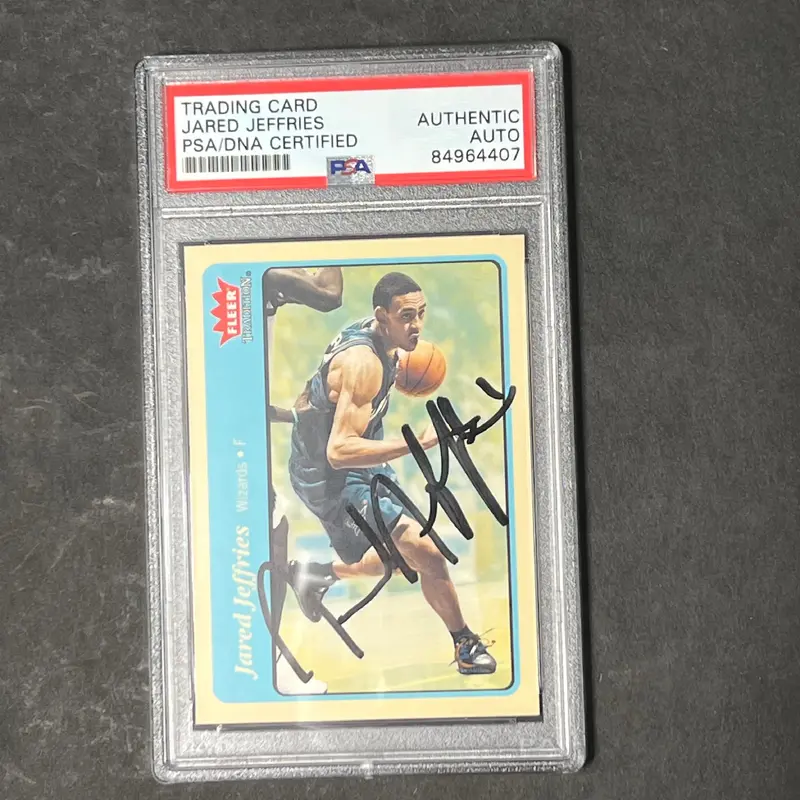 TRADING CARD
JARED JEFFRIES
PSA/DNA CERTIFIED
AUTHENTIC
AUTO
84964407
PSA
FLEER
TRADITION
Jared Jeffries
Wizards • F